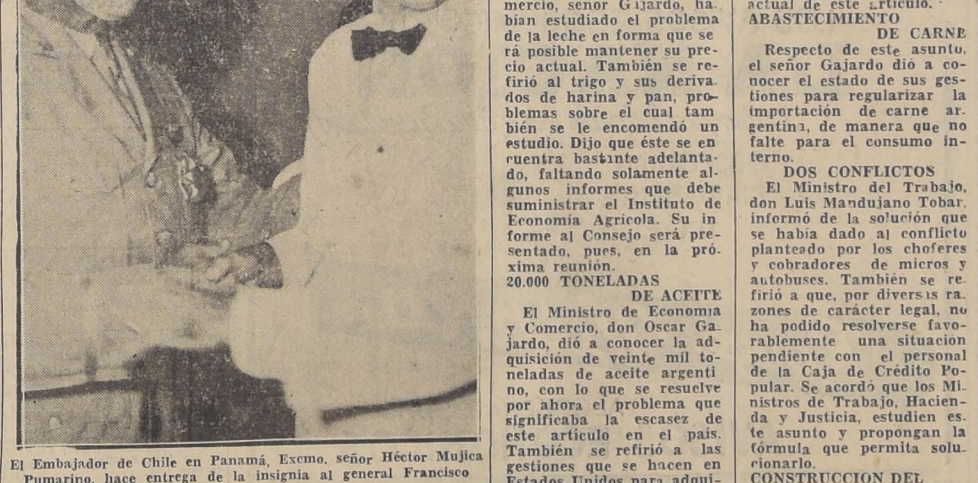 El Embajador de Chile en Panamá, Excmo. señor Héctor Mujica
Pumarino, hace entrega de la insignia al general Francisco
mercio, señor Gajardo, ha-
bían estudiado el problema
de la leche en forma que se
rá posible mantener su pre-
cio actual. También se re-
firió al trigo y sus deriva-
dos de harina y pan, pro-
blemas sobre el cual tam
bién se le encomendó un
estudio. Dijo que éste se en
cuentra bastante adelanta-
do, faltando solamente al-
gunos informes que debe
suministrar el Instituto de
Economía Agrícola. Su in
forme al Consejo será pre-
sentado, pues, en la pró-
xima reunión.
20.000 TONELADAS
DE ACEITE
El Ministro de Economía
y Comercio, don Oscar Ga-
jardo, dió a conocer la ad-
quisición de veinte mil to-
neladas de aceite argenti
no, con lo que se resuelve
por ahora el problema que
significaba la escasez de
este artículo en el país.
También se refirió a las
gestiones que se hacen en
Estados Unidos para adqui-
actual de este artículo.
ABASTECIMIENTO
DE CARNE
Respecto de este asunto,
el señor Gajardo dió a co-
nocer el estado de sus ges-
tiones para regularizar la
importación de carne ar-
gentina, de manera que no
falte para el consumo in-
terno.
DOS CONFLICTOS
El Ministro del Trabajo,
don Luis Mandujano Tobar,
informó de la solución que
se había dado al conflicto
planteado por los choferes
y cobradores de micros y
autobuses. También se re-
firió a que, por diversas ra-
zones de carácter legal, no
ha podido resolverse favo-
rablemente una situación
pendiente con el personal
de la Caja de Crédito Po-
pular. Se acordó que los Mi-
nistros de Trabajo, Hacien-
da y Justicia, estudien es-
te asunto y propongan la
fórmula que permita solu-
cionarlo.
CONSTRUCCION DEL